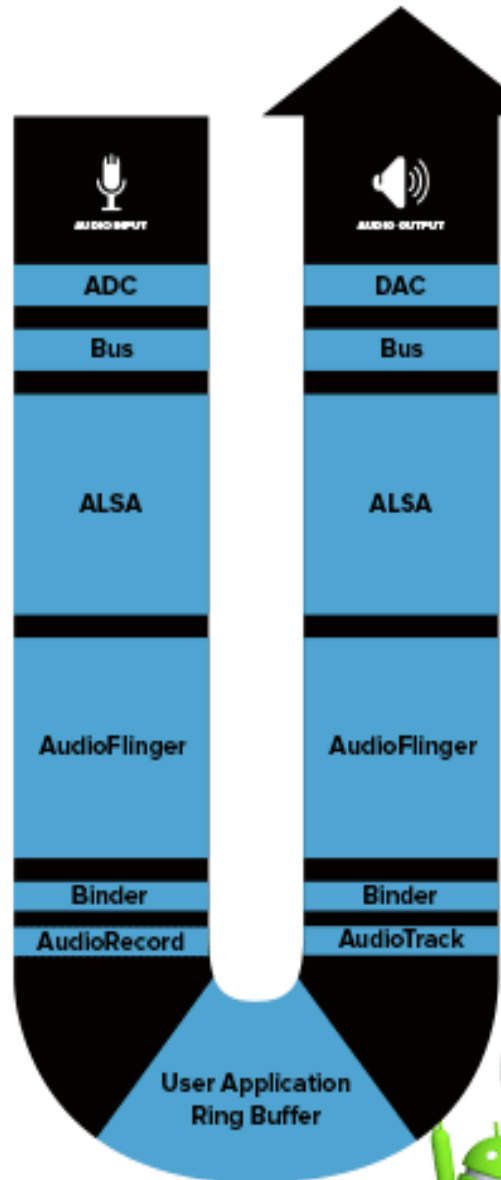 AUDIO INPUT
ADC
Bus
ALSA
AudioFlinger
Binder
AudioRecord
User Application
Ring Buffer
AUDIO OUTPUT
DAC
Bus
ALSA
AudioFlinger
Binder
AudioTrack